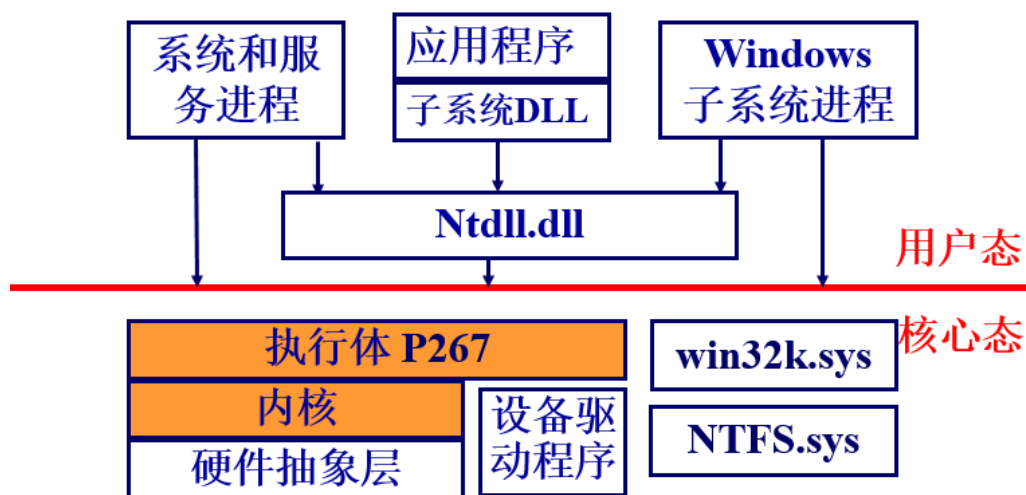 系统和服
务进程
应用程序
子系统DLL
Windows
子系统进程
Ntdll.dll
用户态
核心态
执行体 P267
内核
硬件抽象层
设备驱
动程序
win32k.sys
NTFS.sys